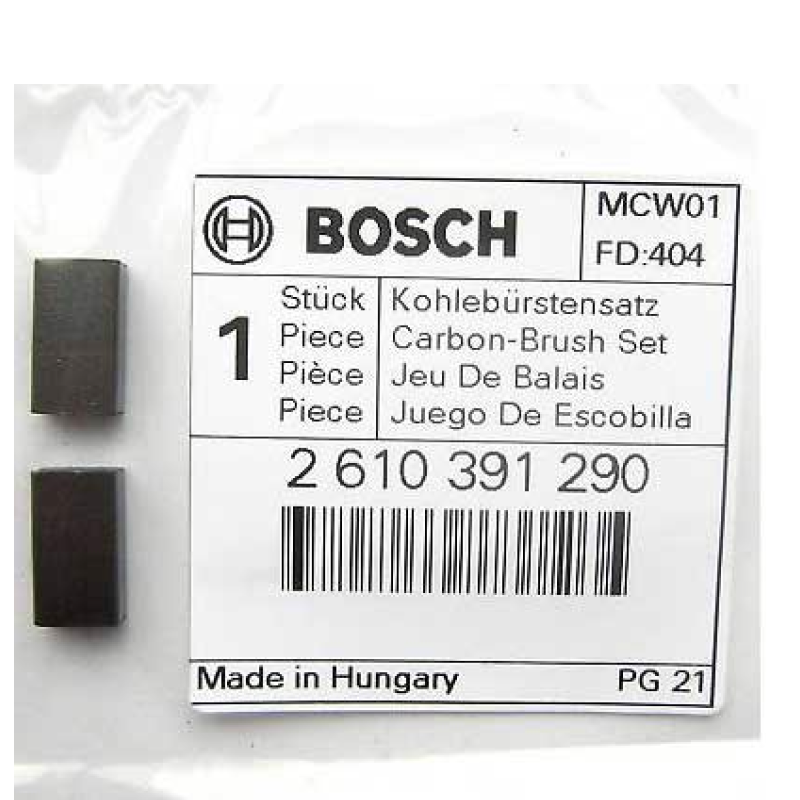 BOSCH
MCW01
FD:404
1
Stück Kohlebürstensatz
Piece Carbon-Brush Set
Pièce Jeu De Balais
Piece Juego De Escobilla
2 610 391 290
Made in Hungary PG 21